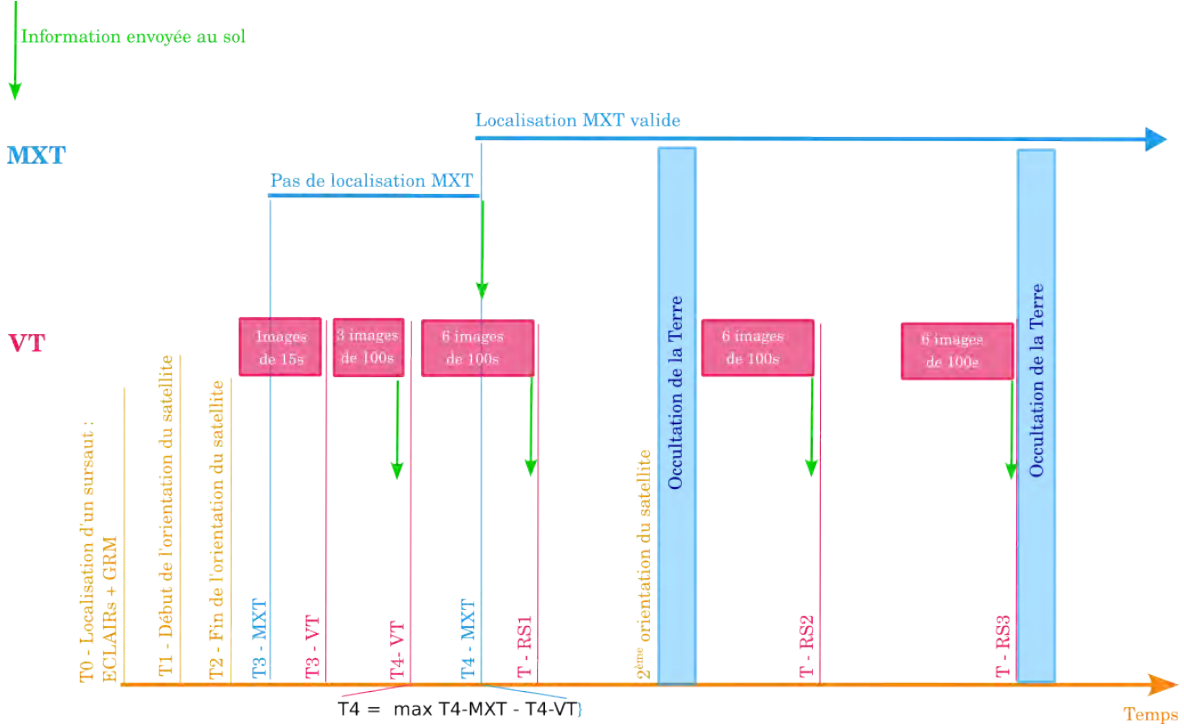 Information envoyée au sol
Localisation MXT valide
MXT
Pas de localisation MXT
VT
1images
de 15s
3 images
de 100s
6 images
de 100s
6 images
de 100s
6 images
de 100s
Occultation de la Terre
Occultation de la Terre
T0 - Localisation d'un sursaut :
ECLAIRs + GRM
T1 - Début de l'orientation du satellite
T2 - Fin de l'orientation du satellite
T3 - MXT
T3 - VT
T4- VT
T4 - MXT
T - RS1
2ème orientation du satellite
T - RS2
T - RS3
T4 = max T4-MXT - T4-VT}
Temps